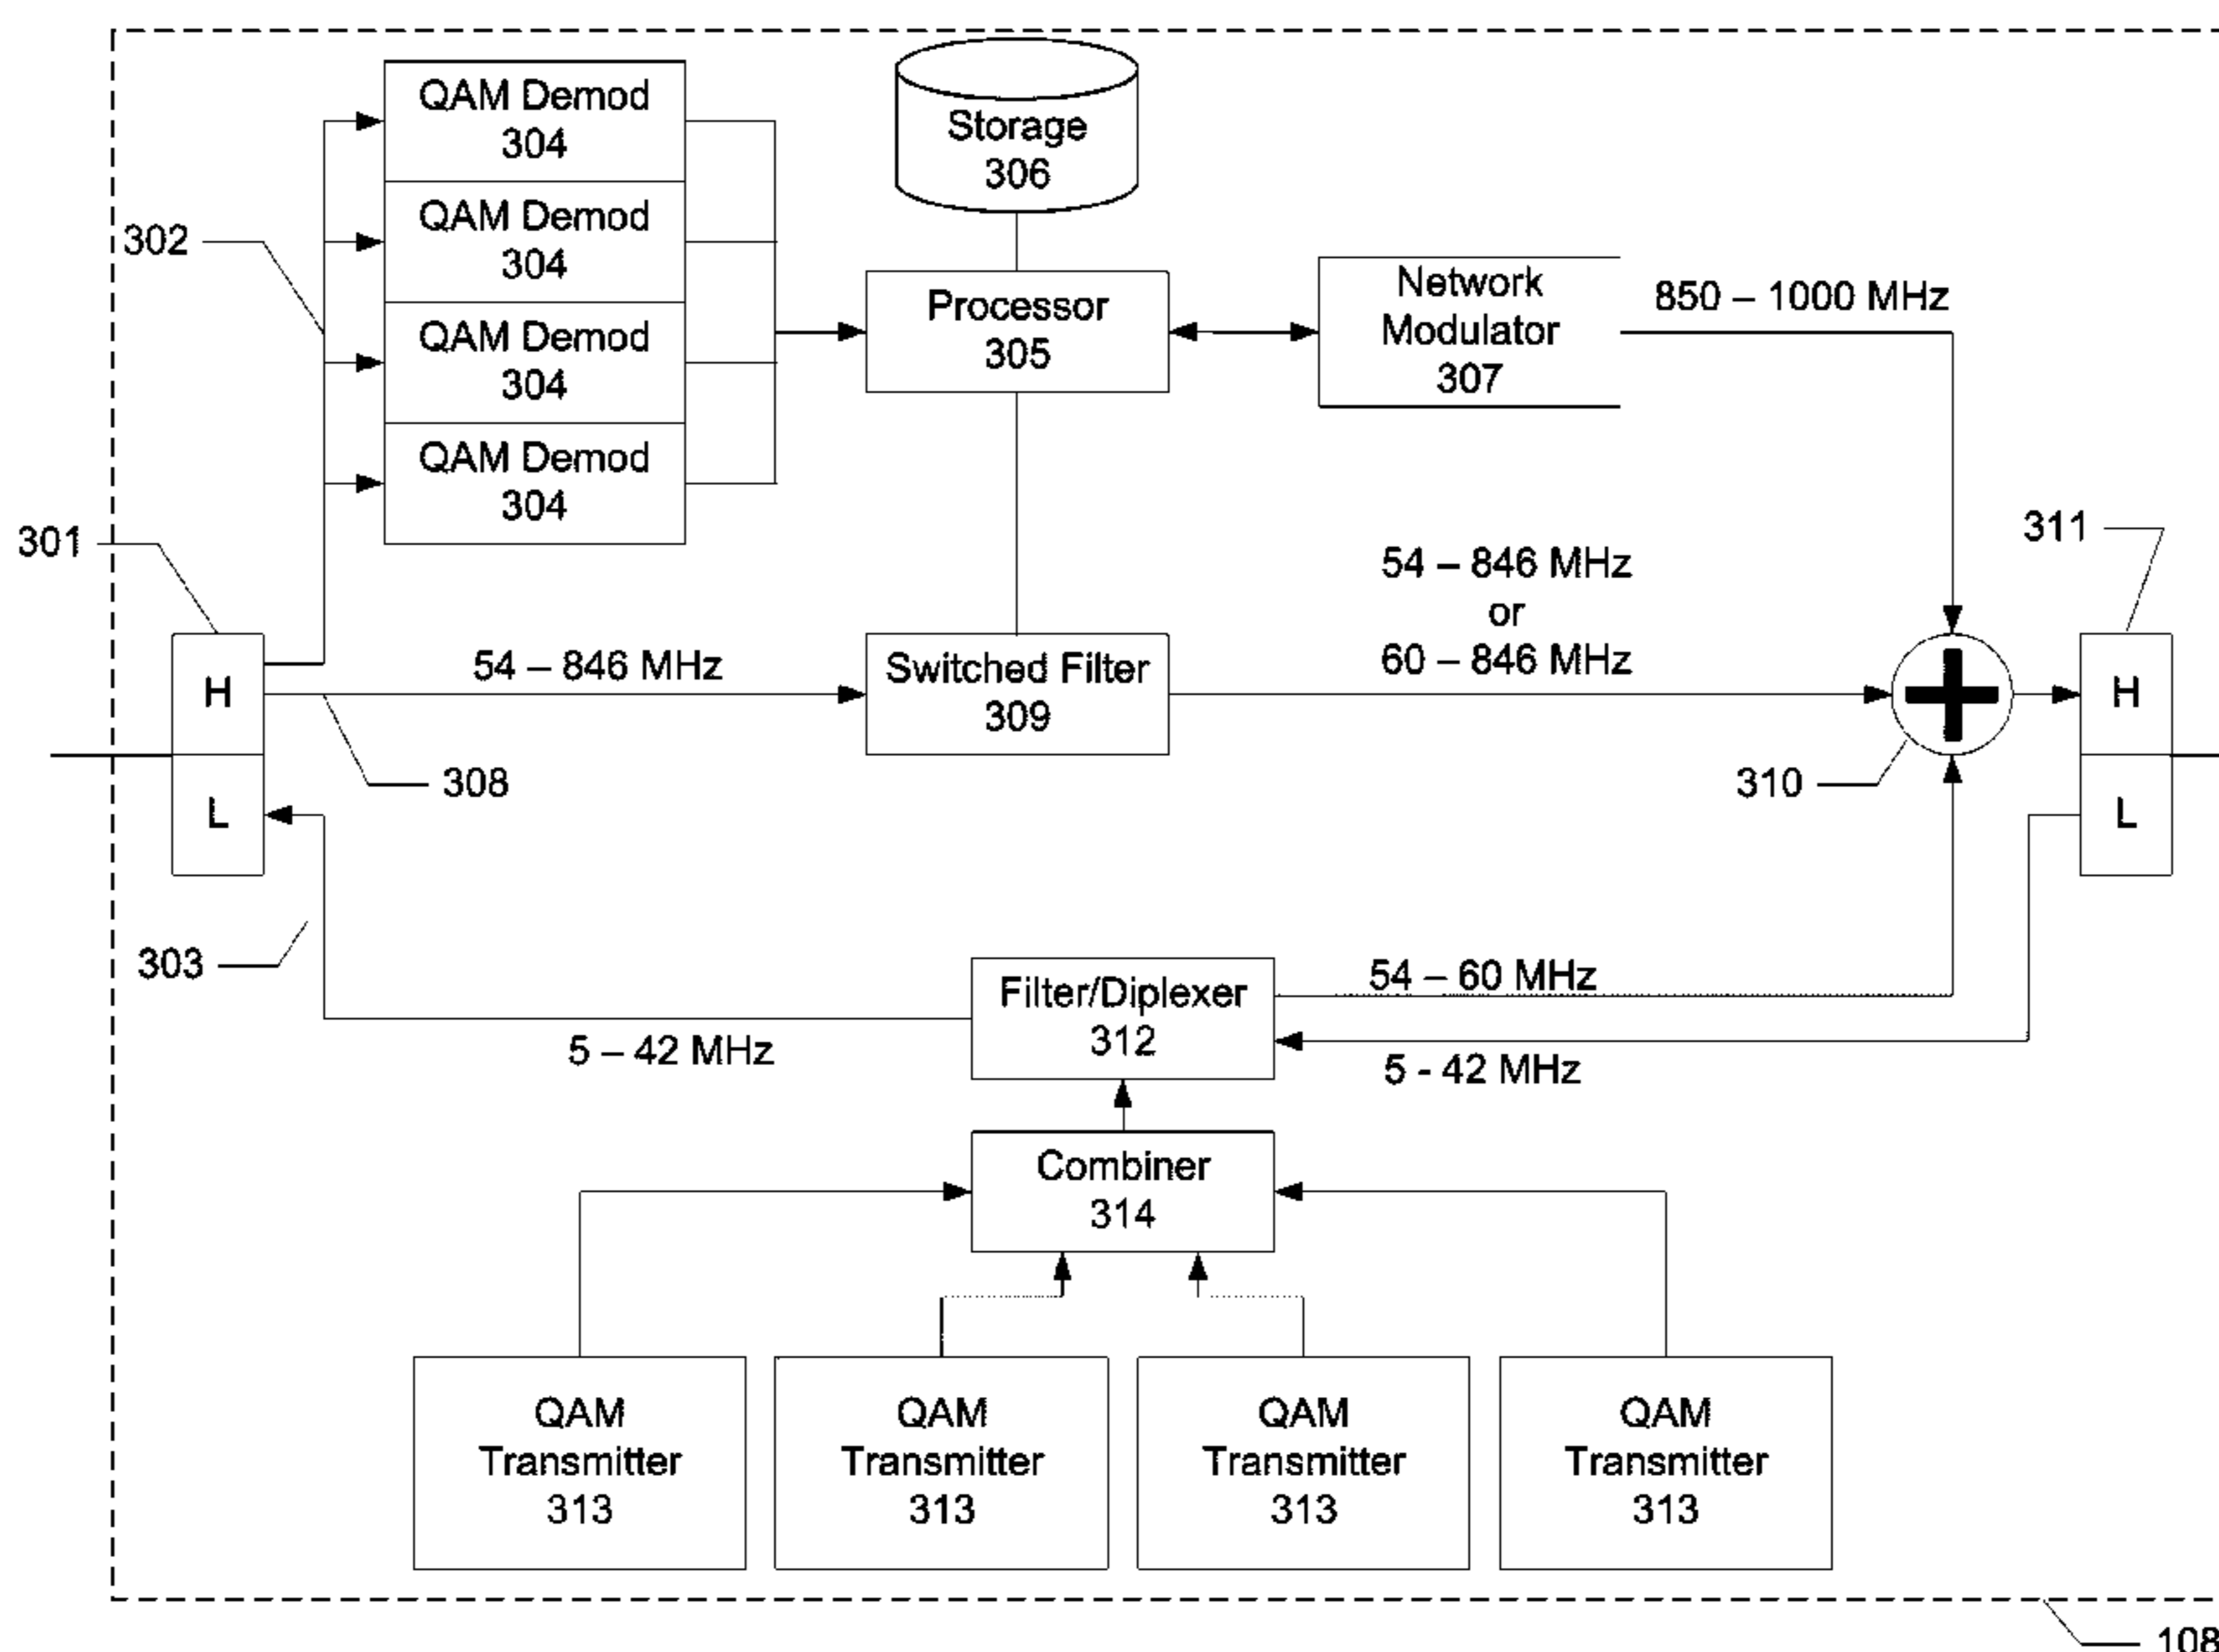 QAM Demod
304
QAM Demod
304
QAM Demod
304
QAM Demod
304
Storage
306
302
Processor
305
Network
Modulator
307
850 – 1000 MHz
301
311
54 – 846 MHz
or
60 – 846 MHz
H
54 – 846 MHz
Switched Filter
309
H
308
310
L
L
303
Filter/Diplexer
312
54 – 60 MHz
5 – 42 MHz
5 - 42 MHz
Combiner
314
QAM
Transmitter
313
QAM
Transmitter
313
QAM
Transmitter
313
QAM
Transmitter
313
108